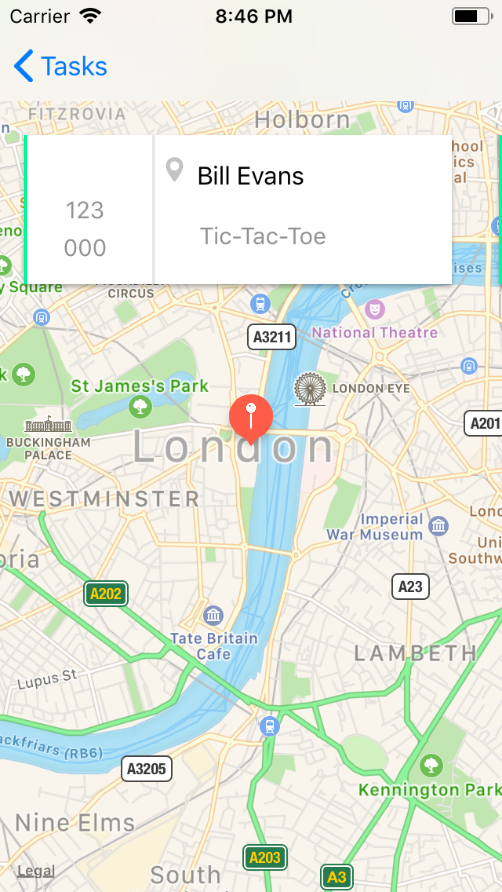 Carrier 8:46 PM
Tasks
FITZROVIA
Holborn
123
000
Bill Evans
Tic-Tac-Toe
CIRCUS
National Theatre
A3211
LONDON EYE
St James's Park
A201
BUCKINGHAM
PALACE
London
WESTMINSTER
Imperial
War Museum
A202
A23
Tate Britain
Cafe
LAMBETH
Lupus St
(RB6)
A3205
Kennington Park
Nine Elms
A203
A3
South
Legal